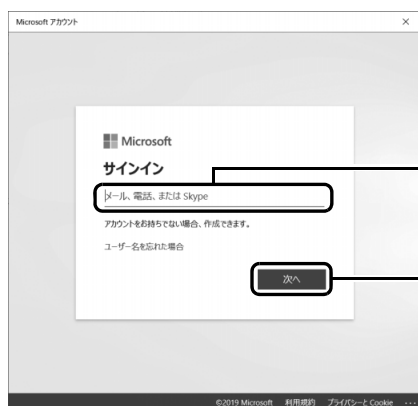 Microsoft アカウント
Microsoft
サインイン
メール、電話、または Skype
アカウントをお持ちでない場合、作成できます。
ユーザー名を忘れた場合
次へ
©2019 Microsoft 利用規約 プライバシーと Cookie ...